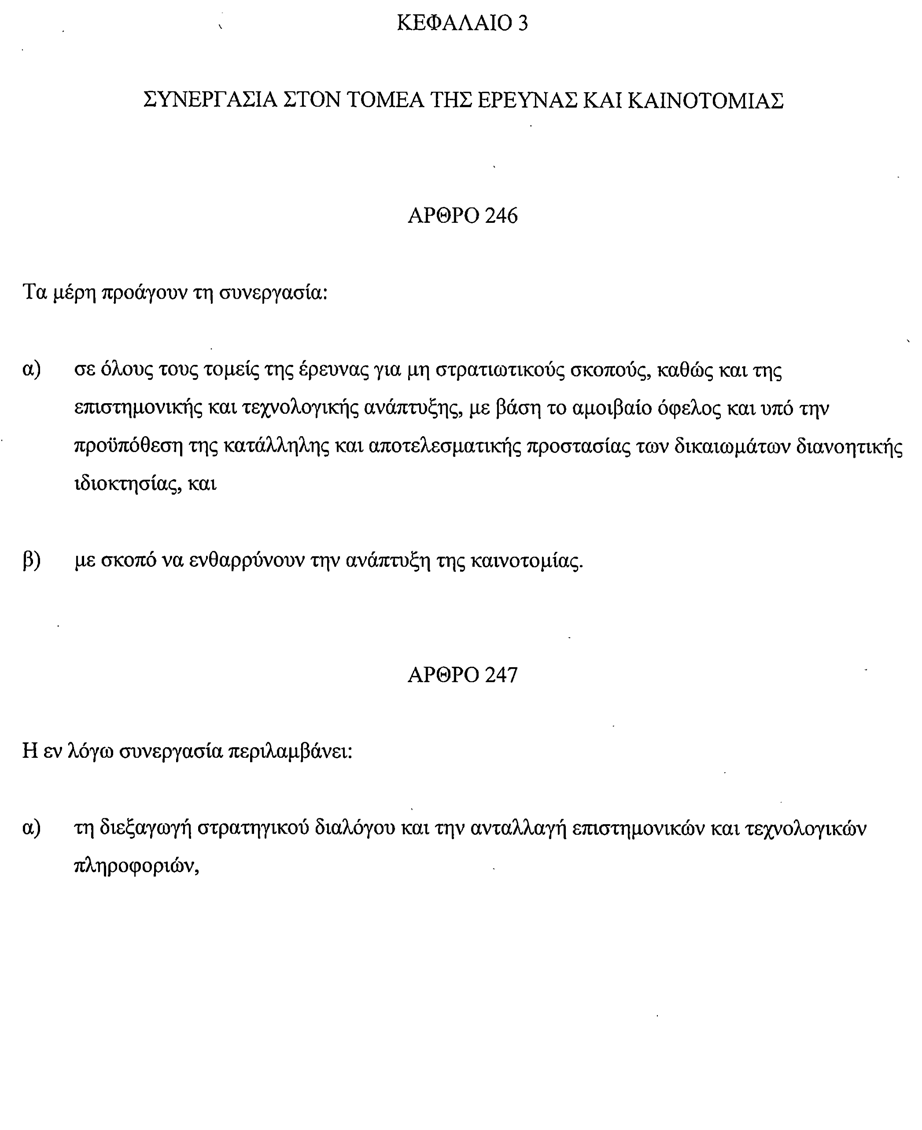 ΚΕΦΑΛΑΙΟ 3
ΣΥΝΕΡΓΑΣΙΑ ΣΤΟΝ ΤΟΜΕΑ ΤΗΣ ΕΡΕΥΝΑΣ ΚΑΙ ΚΑΙΝΟΤΟΜΙΑΣ
ΑΡΘΡΟ 246
Τα μέρη προάγουν τη συνεργασία:
α) σε όλους τους τομείς της έρευνας για μη στρατιωτικούς σκοπούς, καθώς και της
επιστημονικής και τεχνολογικής ανάπτυξης, με βάση το αμοιβαίο όφελος και υπό την
προϋπόθεση της κατάλληλης και αποτελεσματικής προστασίας των δικαιωμάτων διανοητικής
ιδιοκτησίας, και
β) με σκοπό να ενθαρρύνουν την ανάπτυξη της καινοτομίας.
ΑΡΘΡΟ 247
Η εν λόγω συνεργασία περιλαμβάνει:
α) τη διεξαγωγή στρατηγικού διαλόγου και την ανταλλαγή επιστημονικών και τεχνολογικών
πληροφοριών,